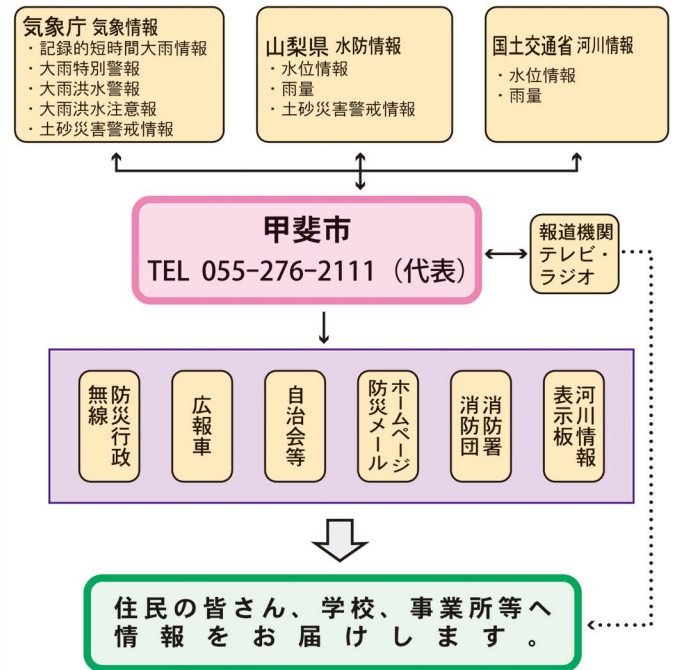 気象庁 気象情報
・記録的短時間大雨情報
・大雨特別警報
・大雨洪水警報
・大雨洪水注意報
・土砂災害警戒情報
山梨県 水防情報
・水位情報
・雨量
・土砂災害警戒情報
国土交通省 河川情報
・水位情報
・雨量
甲斐市
TEL 055-276-2111（代表）
報道機関
テレビ・
ラジオ
防災行政
無線
広報車
自治会等
ホームページ
防災メール
消防署
消防団
河川情報
表示板
住民の皆さん、学校、事業所等へ
情報をお届けします。